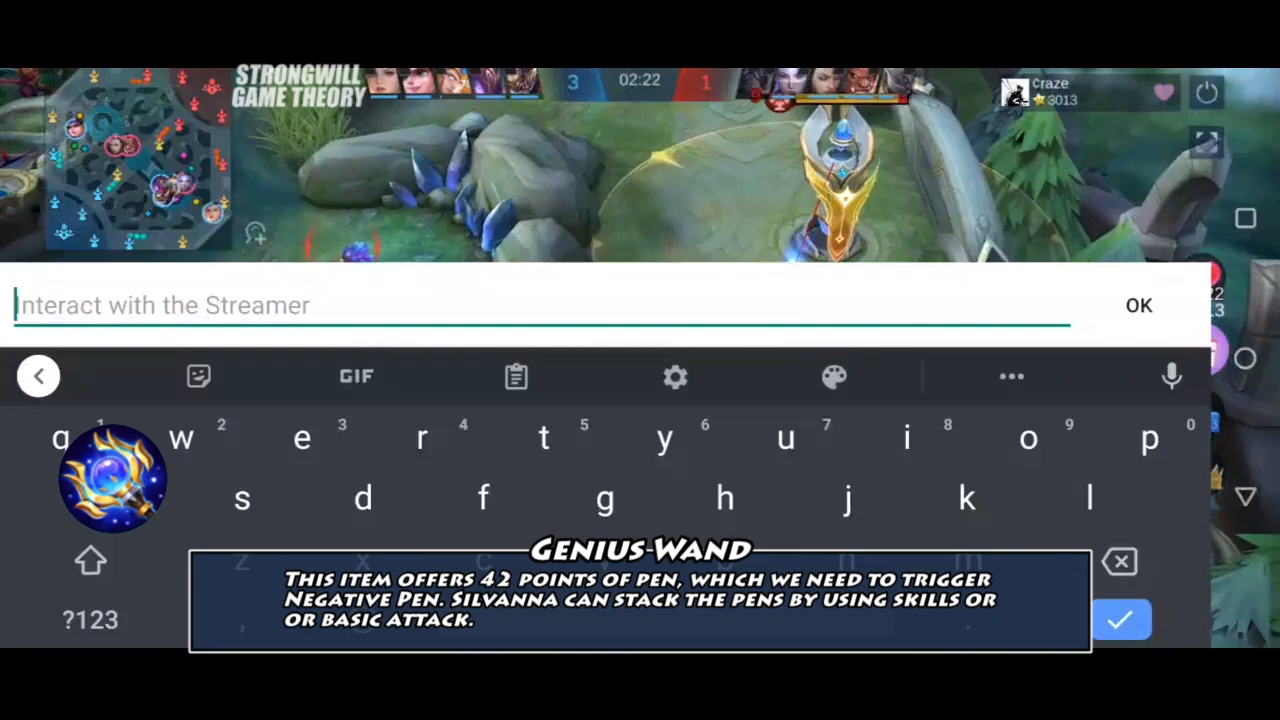 STRONGWILL
GAME THEORY
3
02:22
1
craze
3013
Interact with the Streamer
OK
GIF
q 1 w 2 e 3 r 4 t 5 y 6 u 7 i 8 o 9 p 0
s d f g h j k l
GENIUS WAND
THIS ITEM OFFERS 42 POINTS OF PEN, WHICH WE NEED TO TRIGGER
NEGATIVE PEN. SILVANNA CAN STACK THE PENS BY USING SKILLS OR
OR BASIC ATTACK.
?123